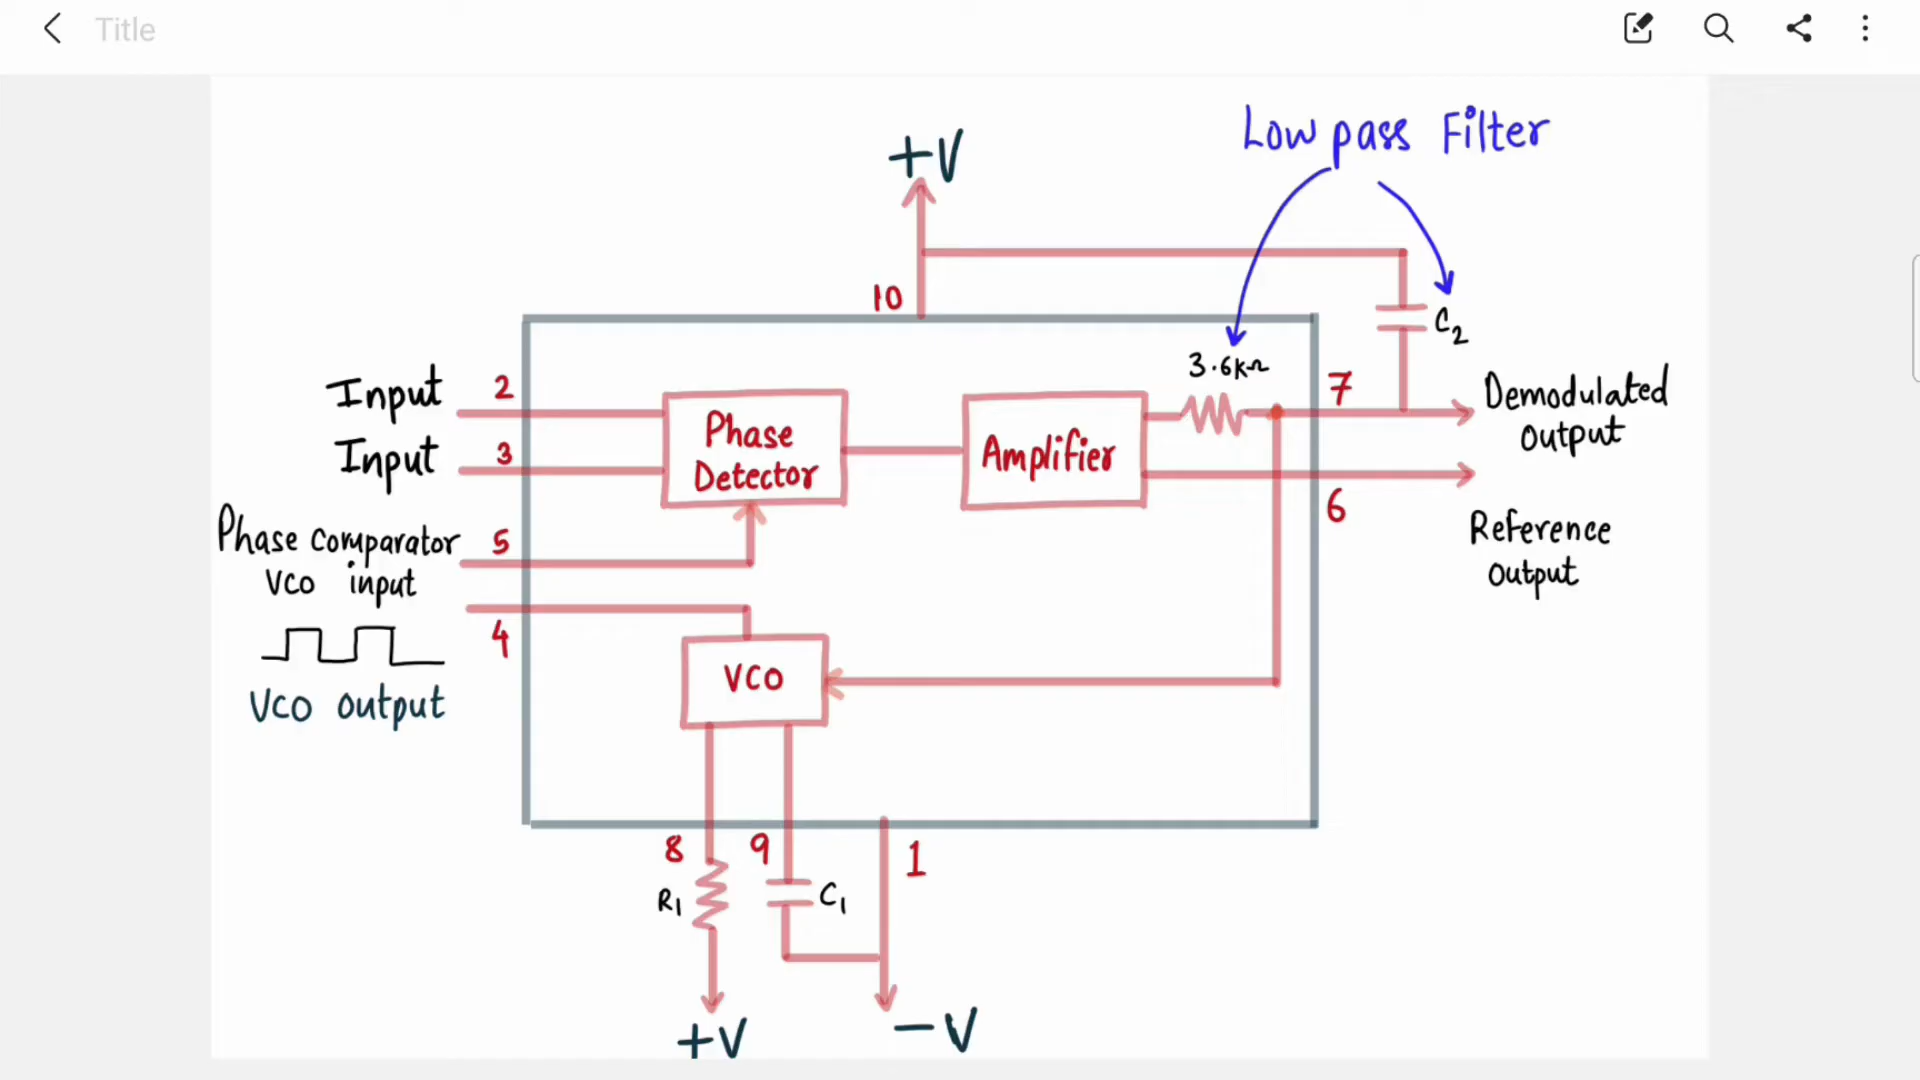 Title
Low pass Filter
+V
10
3.6kΩ
C2
Input 2
7
Demodulated
Output
Phase
Detector
Amplifier
Input 3
6
Reference
Output
Phase Comparator 5
VCO input
4
VCO
VCO Output
8
9
1
R1
C1
+V
-V